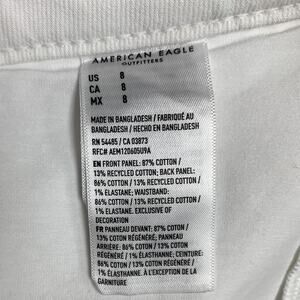 AMERICAN EAGLE
OUTFITTERS
US 8
CA 8
MX 8
MADE IN BANGLADESH / FABRIQUÉ AU
BANGLADESH / HECHO EN BANGLADESH
RN 54485 / CA 03873
RFC# AEM120605U9A
EN FRONT PANEL: 87% COTTON /
13% RECYCLED COTTON; BACK PANEL:
86% COTTON / 13% RECYCLED COTTON /
1% ELASTANE; WAISTBAND:
86% COTTON / 13% RECYCLED COTTON /
1% ELASTANE. EXCLUSIVE OF
DECORATION
FR PANNEAU DEVANT: 87% COTON /
13% COTON RÉGÉNÉRÉ; PANNEAU
ARRIÈRE: 86% COTON / 13% COTON
RÉGÉNÉRÉ / 1% ÉLASTHANNE; CEINTURE:
86% COTON / 13% COTON RÉGÉNÉRÉ /
1% ÉLASTHANNE À L'EXCEPTION DE LA
GARNITURE